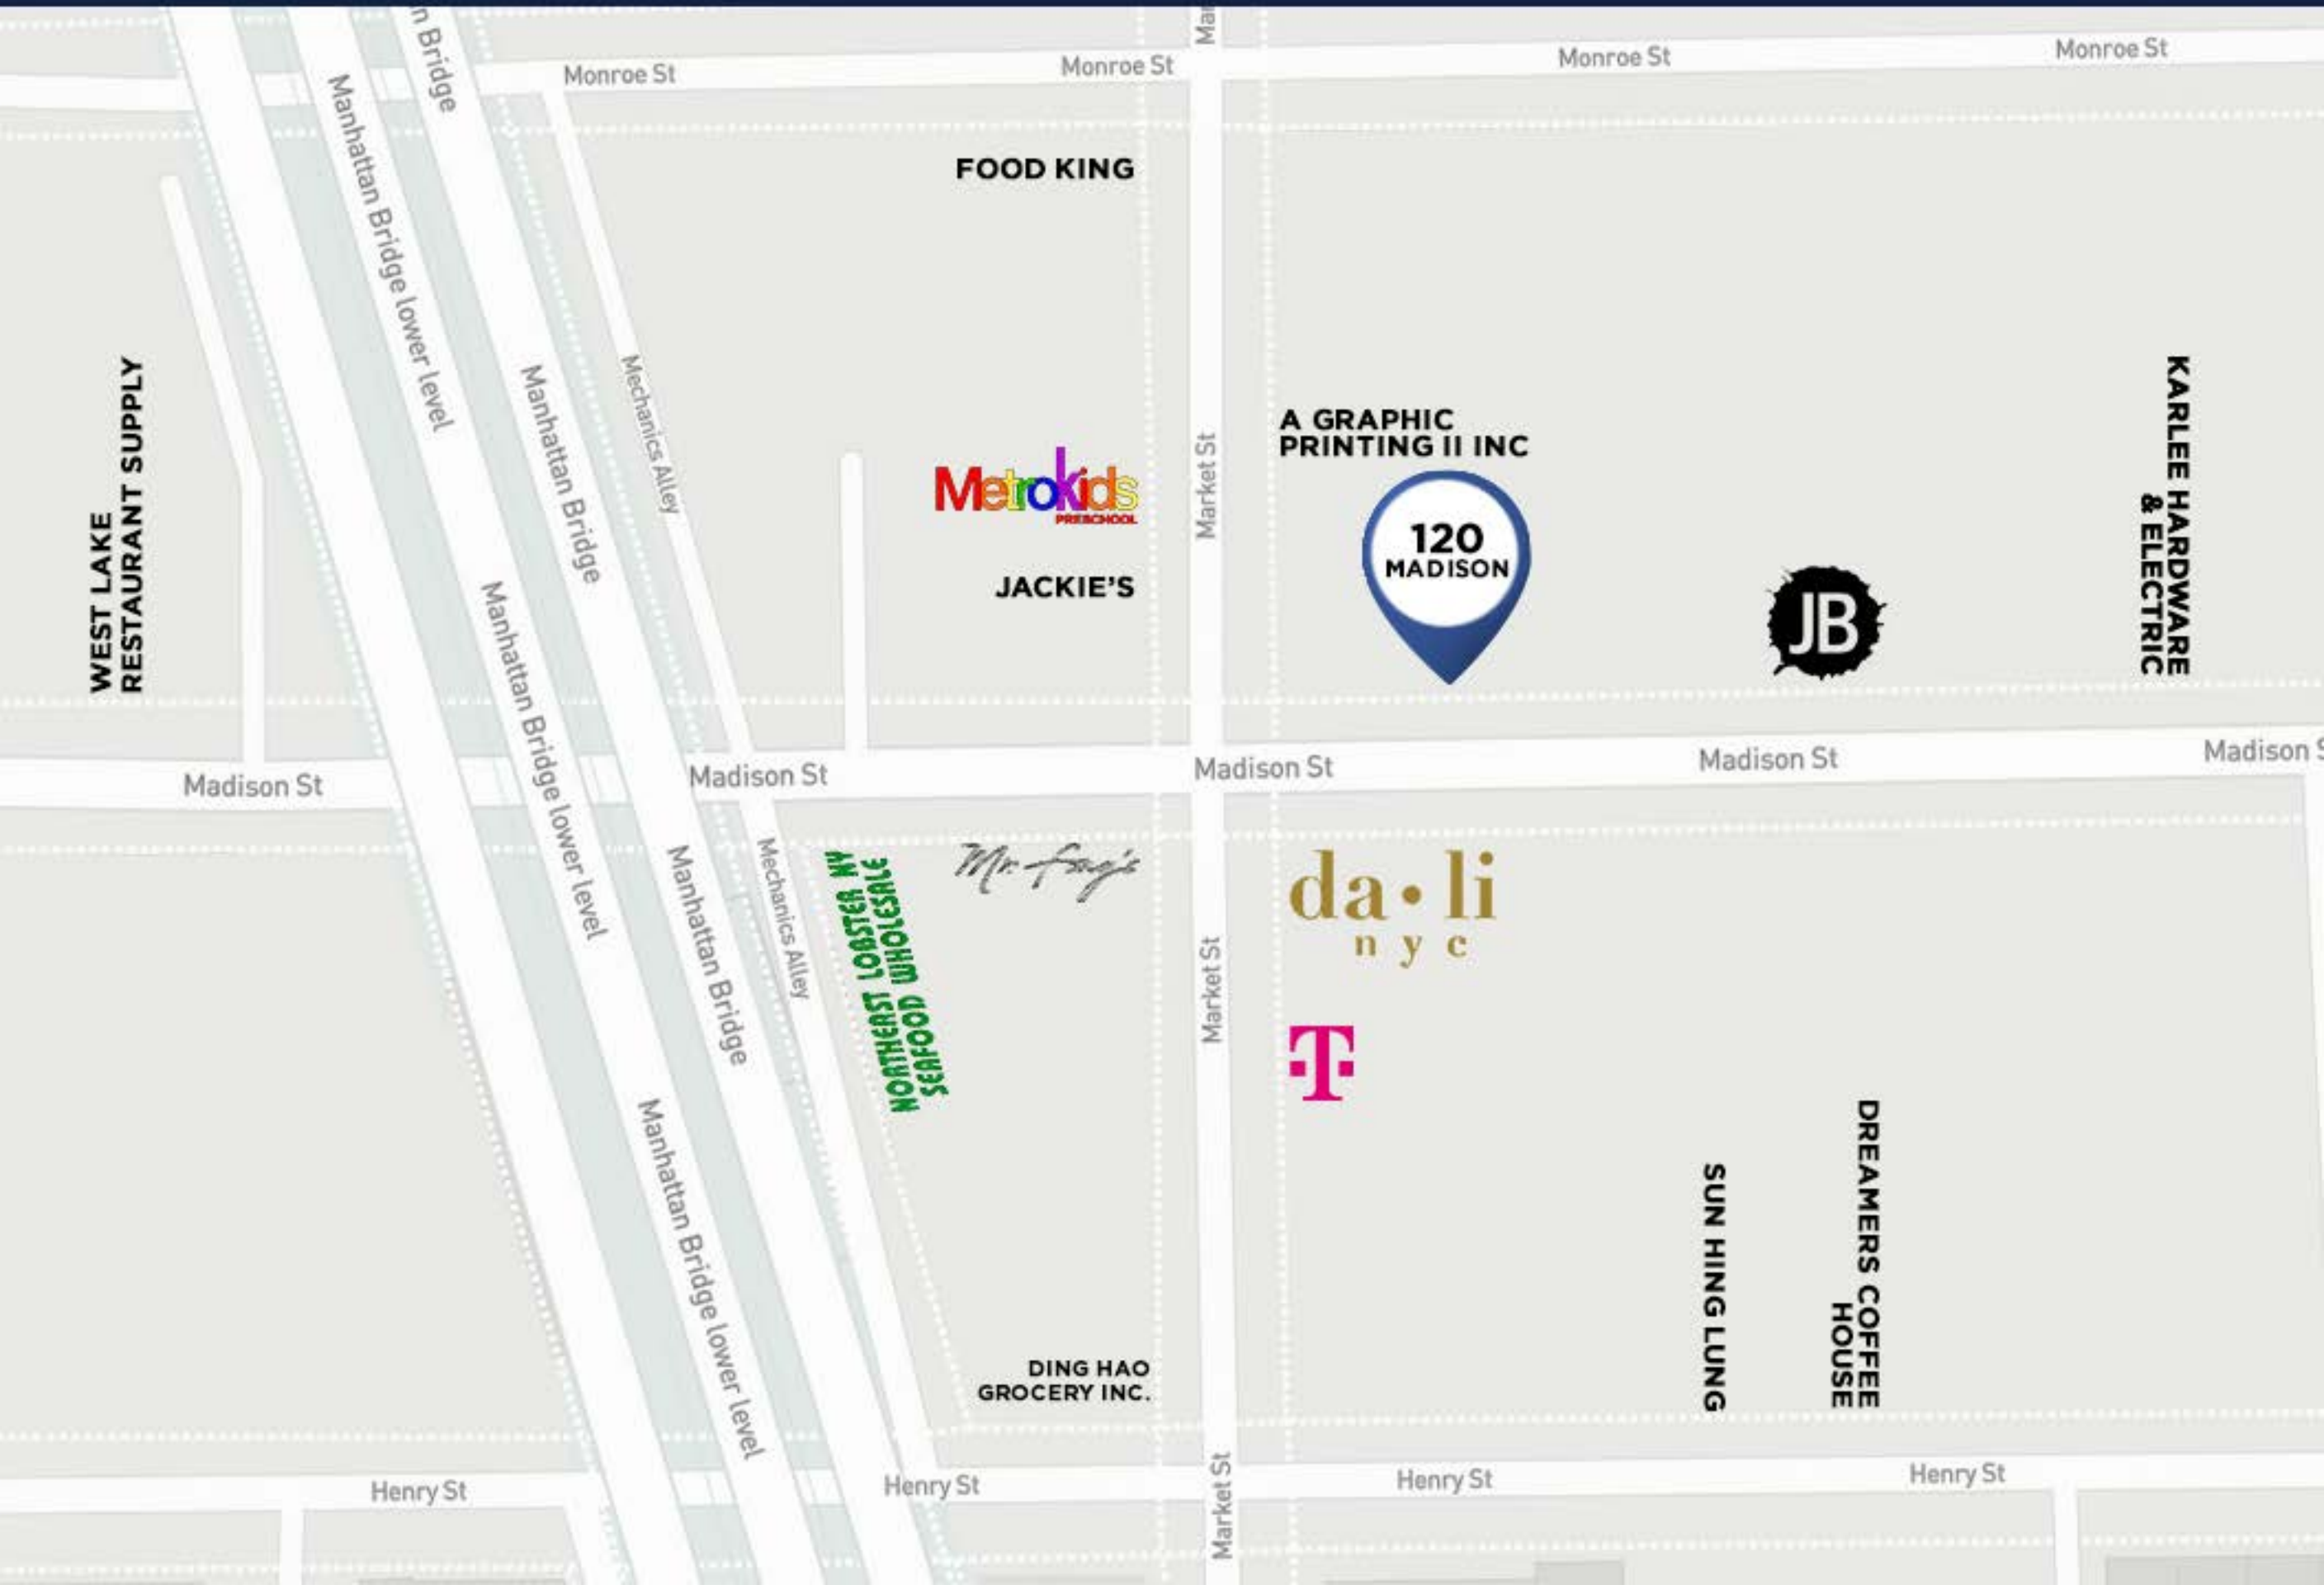 n Bridge
Mar
Monroe St
Monroe St
Monroe St
Monroe St
Manhattan Bridge lower level
FOOD KING
Manhattan Bridge
Mechanics Alley
WEST LAKE
RESTAURANT SUPPLY
Metrokids
PRESCHOOL
JACKIE'S
Market St
A GRAPHIC
PRINTING II INC
120
MADISON
JB
KARLEE HARDWARE
& ELECTRIC
Manhattan Bridge lower level
Madison St
Madison St
Madison St
Madison St
Madison S
Manhattan Bridge
Mechanics Alley
NORTHEAST LOBSTER NY
SEAFOOD WHOLESALE
Mr. Fong's
Market St
da•li
nyc
T
Manhattan Bridge lower level
DING HAO
GROCERY INC.
SUN HING LUNG
DREAMERS COFFEE
HOUSE
Henry St
Henry St
Market St
Henry St
Henry St